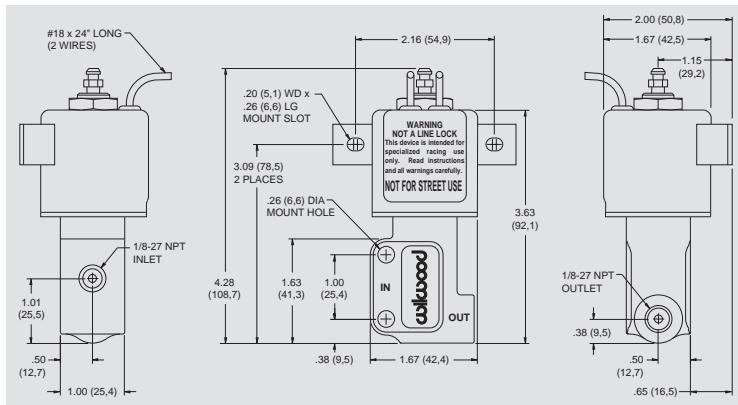 #18 x 24" LONG
(2 WIRES)
1/8-27 NPT
INLET
1.01
(25,5)
.50
(12,7)
1.00 (25,4)
2.16 (54,9)
.20 (5,1) WD x
.26 (6,6) LG
MOUNT SLOT
3.09 (78,5)
2 PLACES
.26 (6,6) DIA
MOUNT HOLE
4.28
(108,7)
1.63
(41,3)
1.00
(25,4)
.38 (9,5)
1.67 (42,4)
3.63
(92,1)
WARNING
NOT A LINE LOCK
This device is intended for
specialized racing use
only. Read instructions
and all warnings carefully.
NOT FOR STREET USE
IN
wilwood
OUT
2.00 (50,8)
1.67 (42,5)
1.15
(29,2)
1/8-27 NPT
OUTLET
.38 (9,5)
.50
(12,7)
.65 (16,5)